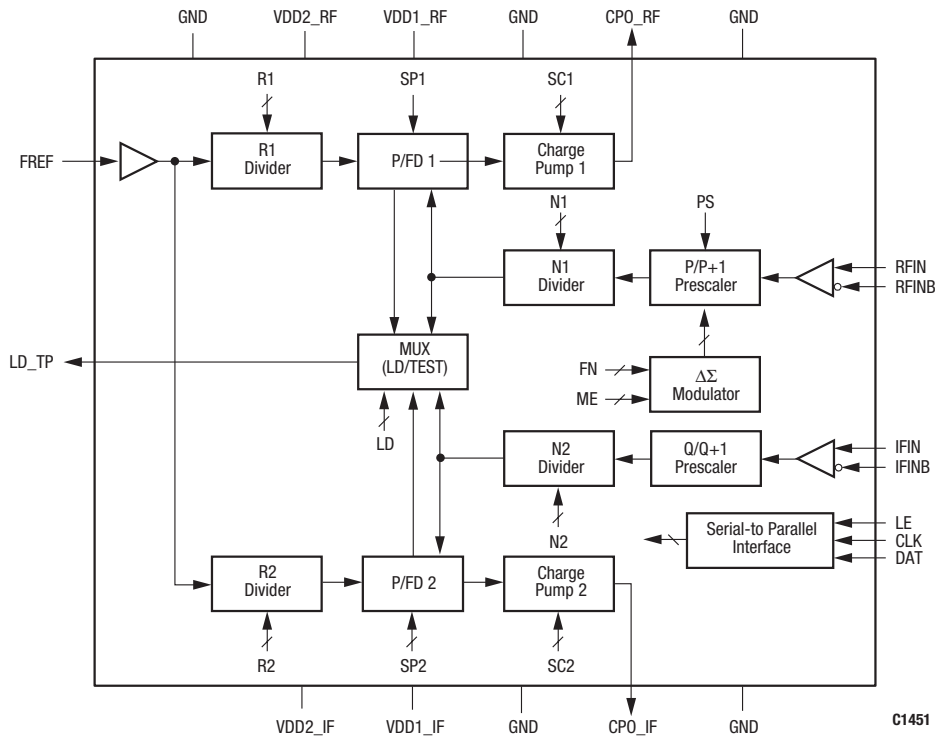 GND VDD2_RF VDD1_RF GND CPO_RF GND
R1 SP1 SC1
FREF
R1
Divider
P/FD 1
Charge
Pump 1
N1 PS
N1
Divider
P/P+1
Prescaler
RFIN
RFINB
LD_TP
MUX
(LD/TEST)
FN
ME
ΔΣ
Modulator
LD
N2
Divider
Q/Q+1
Prescaler
IFIN
IFINB
N2
Serial-to Parallel
Interface
LE
CLK
DAT
R2
Divider
P/FD 2
Charge
Pump 2
R2 SP2 SC2
VDD2_IF VDD1_IF GND CPO_IF GND
C1451